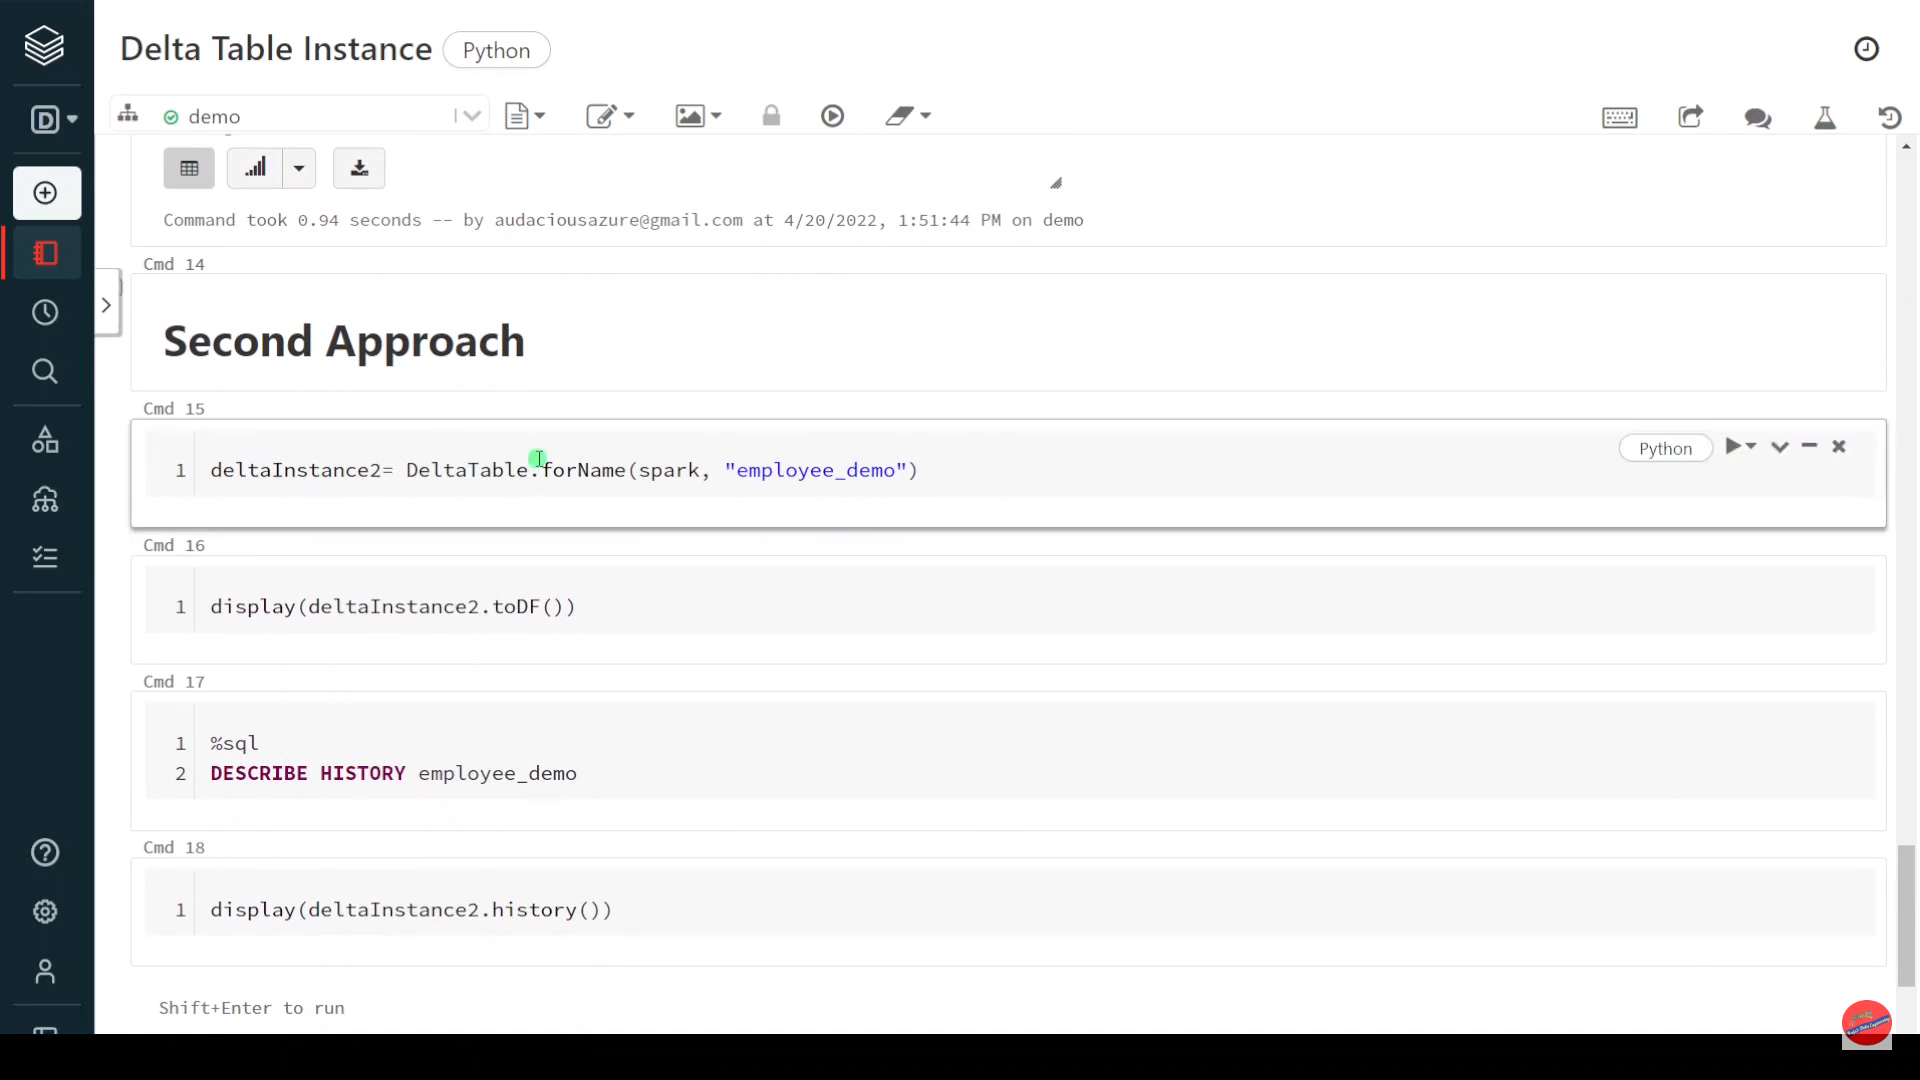 Delta Table Instance Python
demo
Command took 0.94 seconds -- by audaciousazure@gmail.com at 4/20/2022, 1:51:44 PM on demo
Cmd 14
Second Approach
Cmd 15
Python
1 deltaInstance2= DeltaTable.forName(spark, "employee_demo")
Cmd 16
1 display(deltaInstance2.toDF())
Cmd 17
1 %sql
2 DESCRIBE HISTORY employee_demo
Cmd 18
1 display(deltaInstance2.history())
Shift+Enter to run